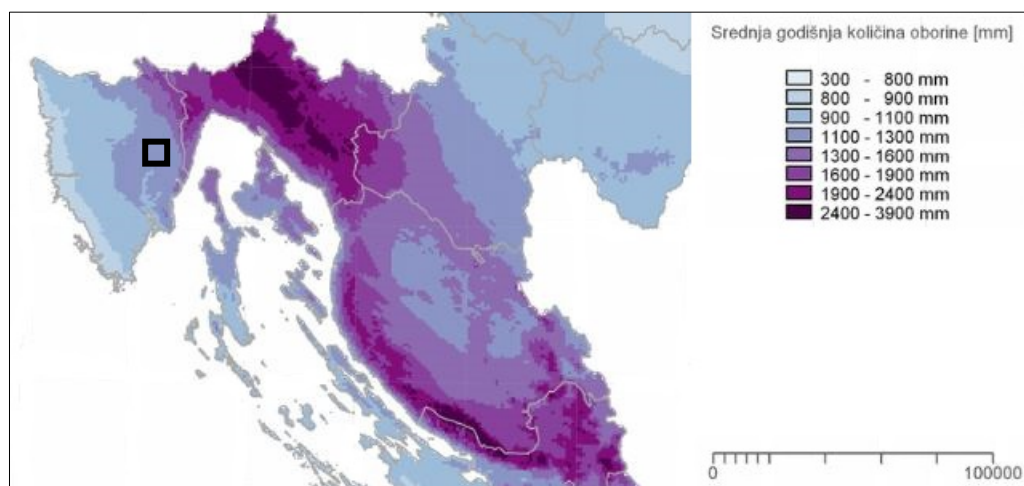 Srednja godišnja količina oborine [mm]
300 - 800 mm
800 - 900 mm
900 - 1100 mm
1100 - 1300 mm
1300 - 1600 mm
1600 - 1900 mm
1900 - 2400 mm
2400 - 3900 mm
0 100000